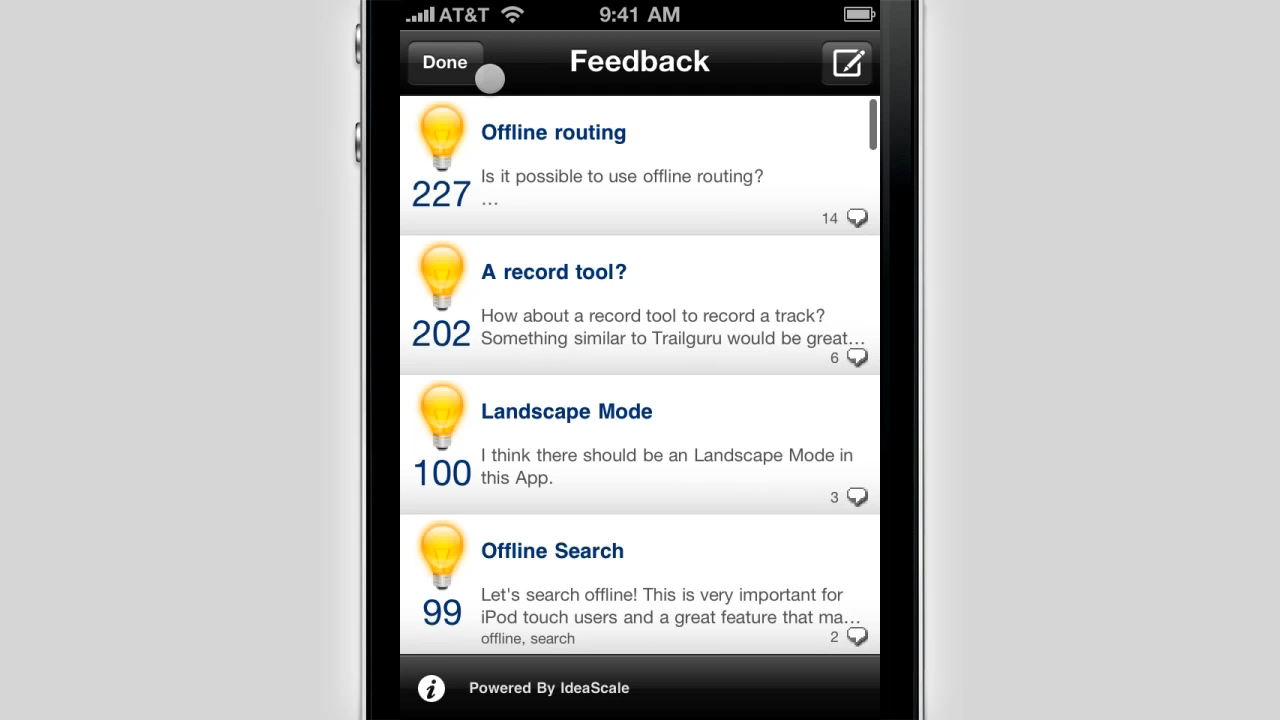 AT&T 9:41 AM
Done Feedback
Offline routing
227
Is it possible to use offline routing?
...
14
A record tool?
202
How about a record tool to record a track?
Something similar to Trailguru would be great...
6
Landscape Mode
100
I think there should be an Landscape Mode in
this App.
3
Offline Search
99
Let's search offline! This is very important for
iPod touch users and a great feature that ma...
offline, search 2
i Powered By IdeaScale